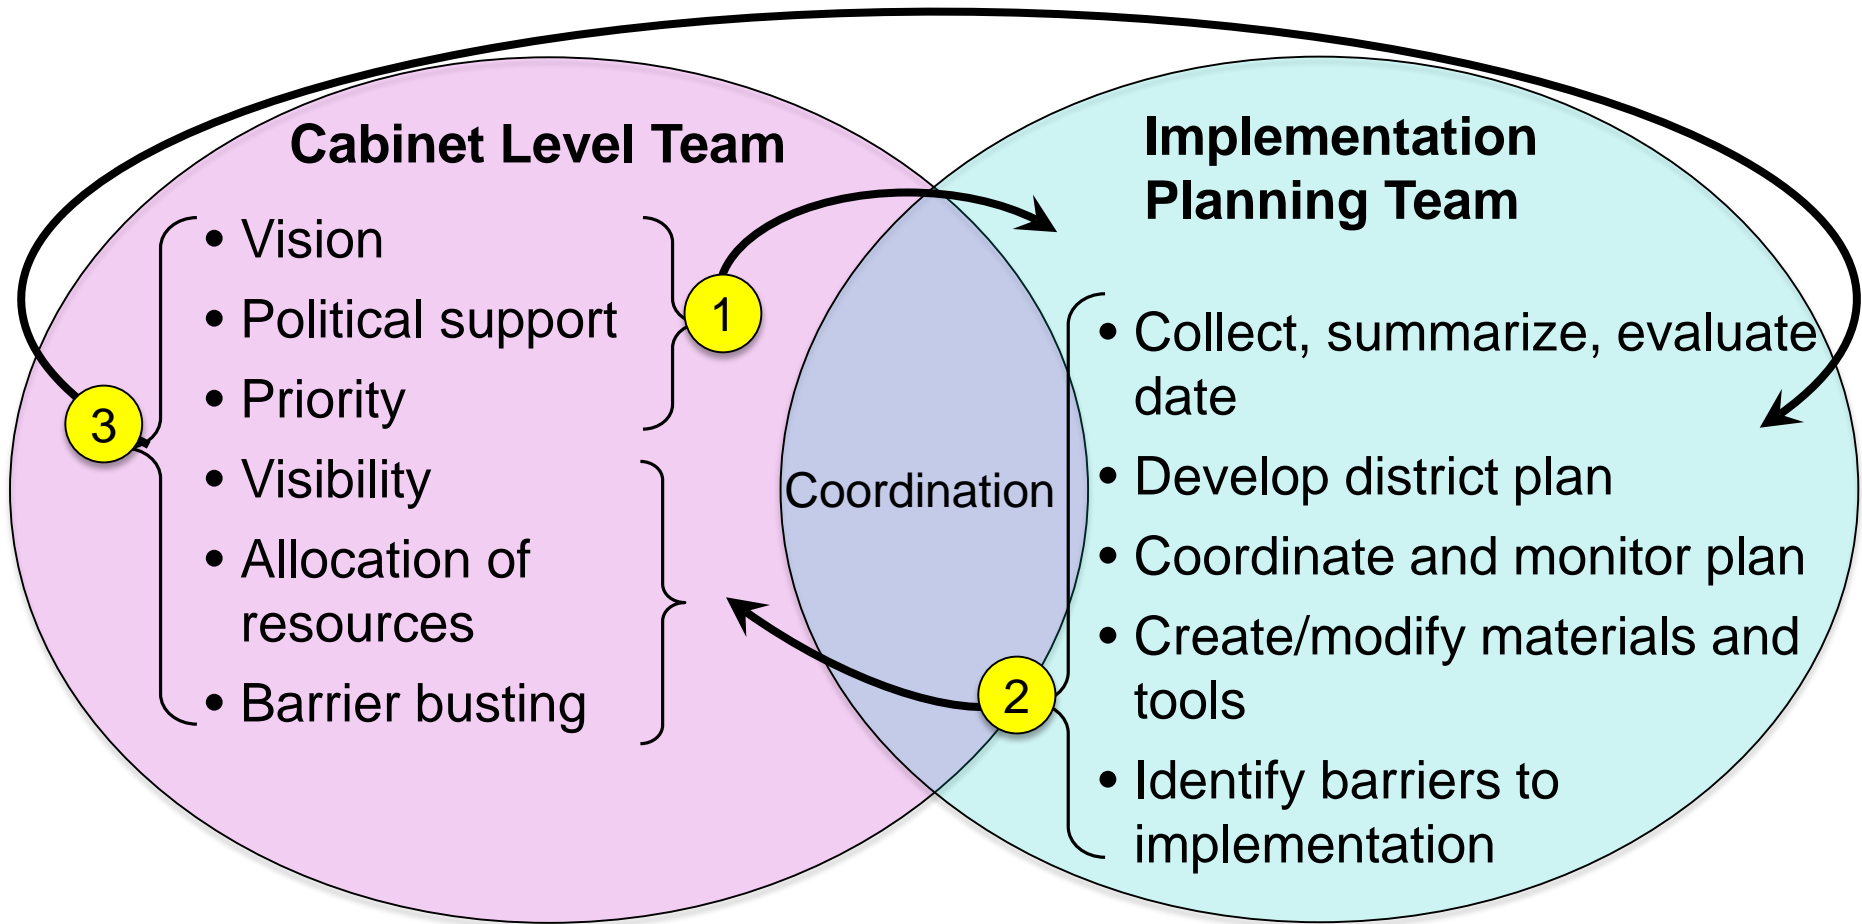 Cabinet Level Team
• Vision
• Political support
• Priority
• Visibility
• Allocation of
resources
• Barrier busting
1
3
Coordination
2
Implementation
Planning Team
• Collect, summarize, evaluate
date
• Develop district plan
• Coordinate and monitor plan
• Create/modify materials and
tools
• Identify barriers to
implementation